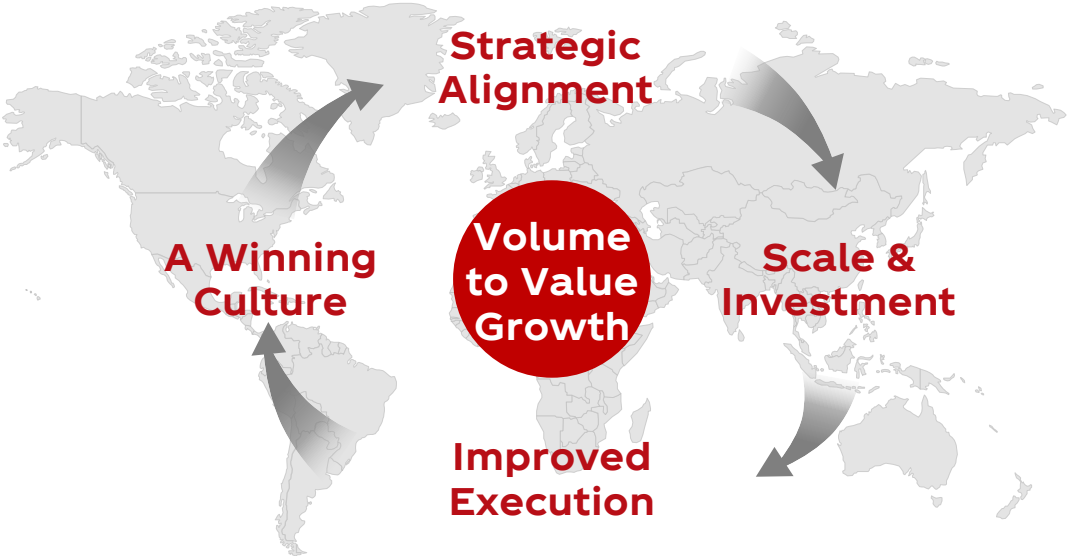 Strategic
Alignment
A Winning
Culture
Volume
to Value
Growth
Scale &
Investment
Improved
Execution